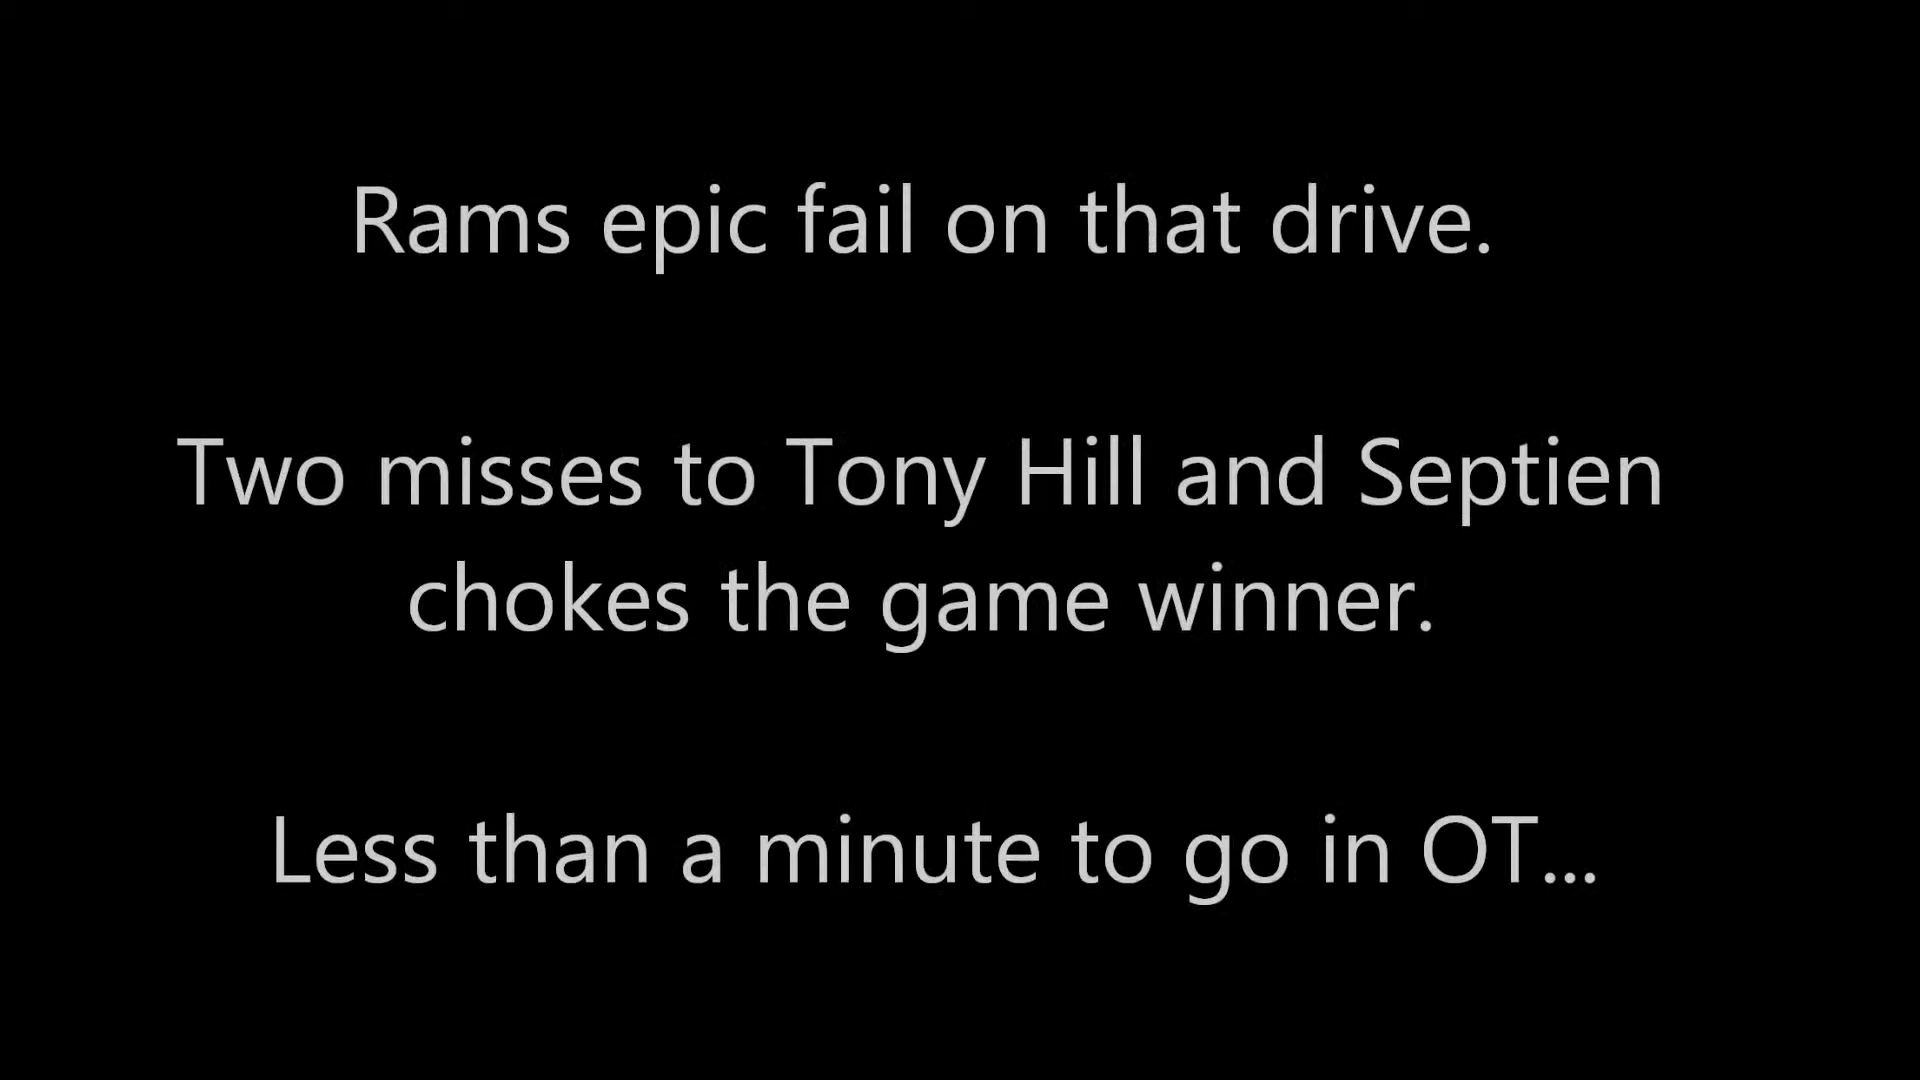 Rams epic fail on that drive.
Two misses to Tony Hill and Septien
chokes the game winner.
Less than a minute to go in OT...